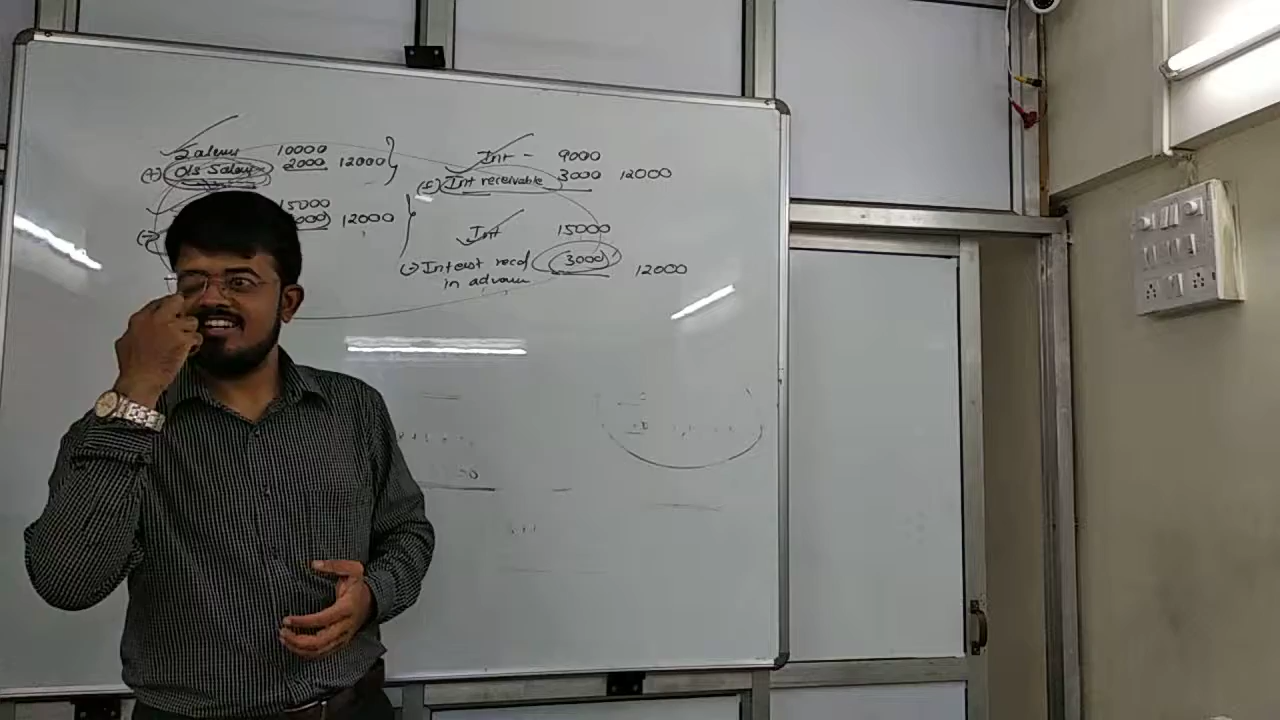 Salary 10000
(+) O/s Salary 2000 12000
15000
000) 12000
Int - 9000
(+) Int receivable 3000 12000
Int 15000
(-) Interest recd (3000)
in advance 12000